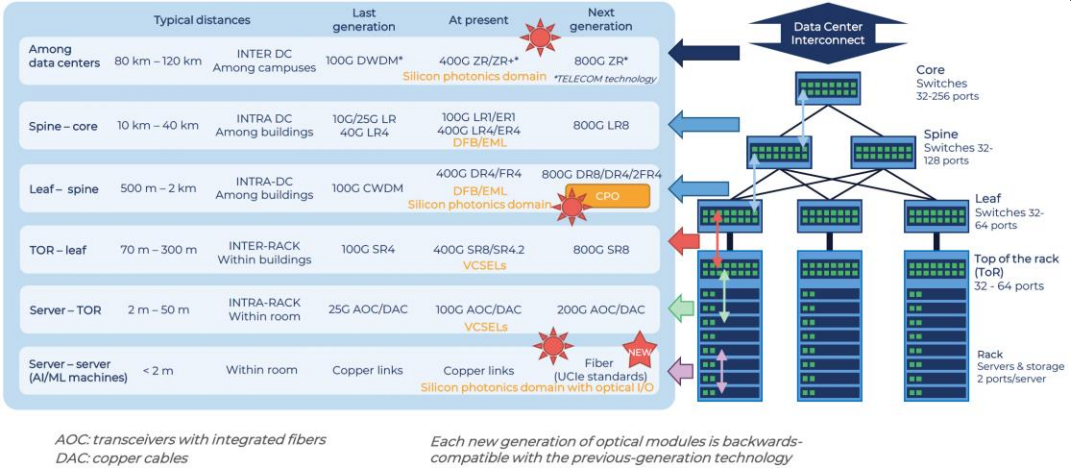 Typical distances
Last generation
At present
Next generation
Among data centers
80 km – 120 km
INTER DC
Among campuses
100G DWDM*
400G ZR/ZR+*
Silicon photonics domain
800G ZR*
*TELECOM technology
Spine – core
10 km – 40 km
INTRA DC
Among buildings
10G/25G LR
40G LR4
100G LR1/ER1
400G LR4/ER4
DFB/EML
800G LR8
Leaf – spine
500 m – 2 km
INTRA-DC
Among buildings
100G CWDM
400G DR4/FR4
DFB/EML
Silicon photonics domain
800G DR8/DR4/2FR4
CPO
TOR – leaf
70 m – 300 m
INTER-RACK
Within buildings
100G SR4
400G SR8/SR4.2
VCSELs
800G SR8
Server – TOR
2 m – 50 m
INTRA-RACK
Within room
25G AOC/DAC
100G AOC/DAC
VCSELs
200G AOC/DAC
Server – server
(AI/ML machines)
< 2 m
Within room
Copper links
Copper links
NEW
Fiber
(UCIe standards)
Silicon photonics domain with optical I/O
Data Center
Interconnect
Core
Switches
32-256 ports
Spine
Switches 32-
128 ports
Leaf
Switches 32-
64 ports
Top of the rack
(ToR)
32 - 64 ports
Rack
Servers & storage
2 ports/server
AOC: transceivers with integrated fibers
DAC: copper cables
Each new generation of optical modules is backwards-
compatible with the previous-generation technology